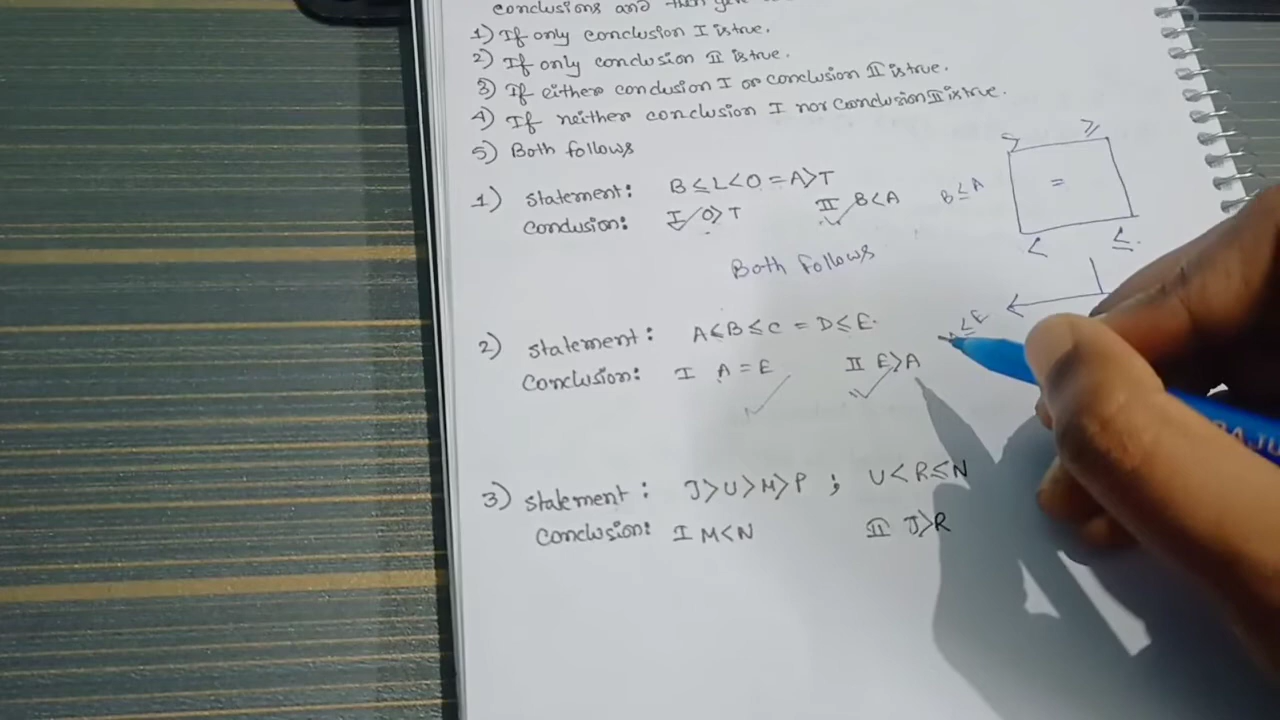 conclusions and then give
1) If only conclusion I is true.
2) If only conclusion II is true.
3) If either conclusion I or conclusion II is true.
4) If neither conclusion I nor conclusion II is true.
5) Both follows
> ≥
=
< ≤
1) Statement: B ≤ L < O = A > T
Conclusion: I O > T II B < A B ≤ A
Both follows
2) Statement: A ≤ B ≤ C = D ≤ E
Conclusion: I A = E II E > A ≤ E
3) Statement: J > U > M > P ; U < R ≤ N
Conclusion: I M < N II J > R